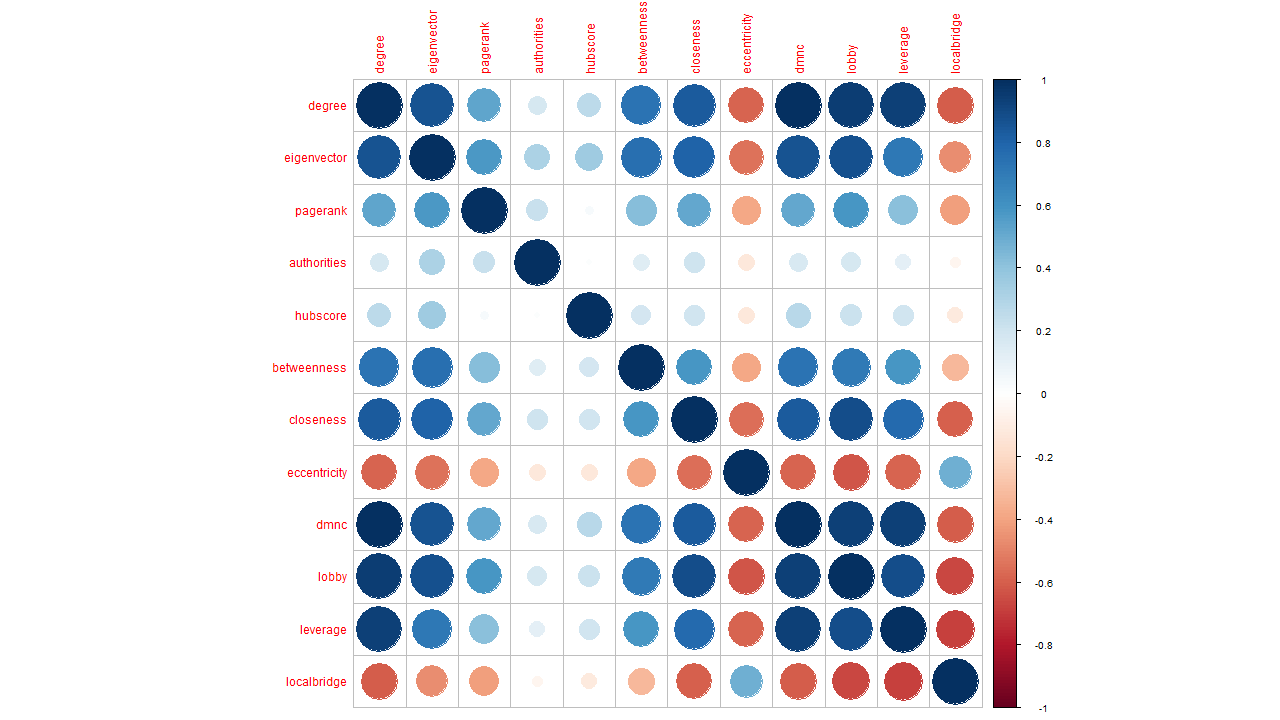 degree
eigenvector
pagerank
authorities
hubscore
betweenness
closeness
eccentricity
dmnc
lobby
leverage
localbridge
degree
eigenvector
pagerank
authorities
hubscore
betweenness
closeness
eccentricity
dmnc
lobby
leverage
localbridge
1
0.8
0.6
0.4
0.2
0
-0.2
-0.4
-0.6
-0.8
-1